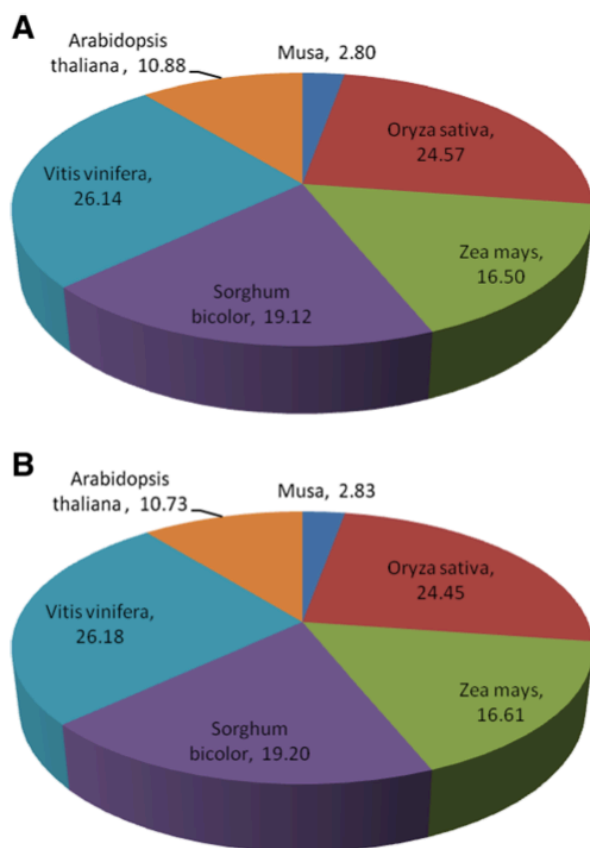 A
Arabidopsis
thaliana , 10.88
Musa, 2.80
Oryza sativa,
24.57
Vitis vinifera,
26.14
Zea mays,
16.50
Sorghum
bicolor, 19.12
B
Arabidopsis
thaliana , 10.73
Musa, 2.83
Oryza sativa,
24.45
Vitis vinifera,
26.18
Zea mays,
16.61
Sorghum
bicolor, 19.20